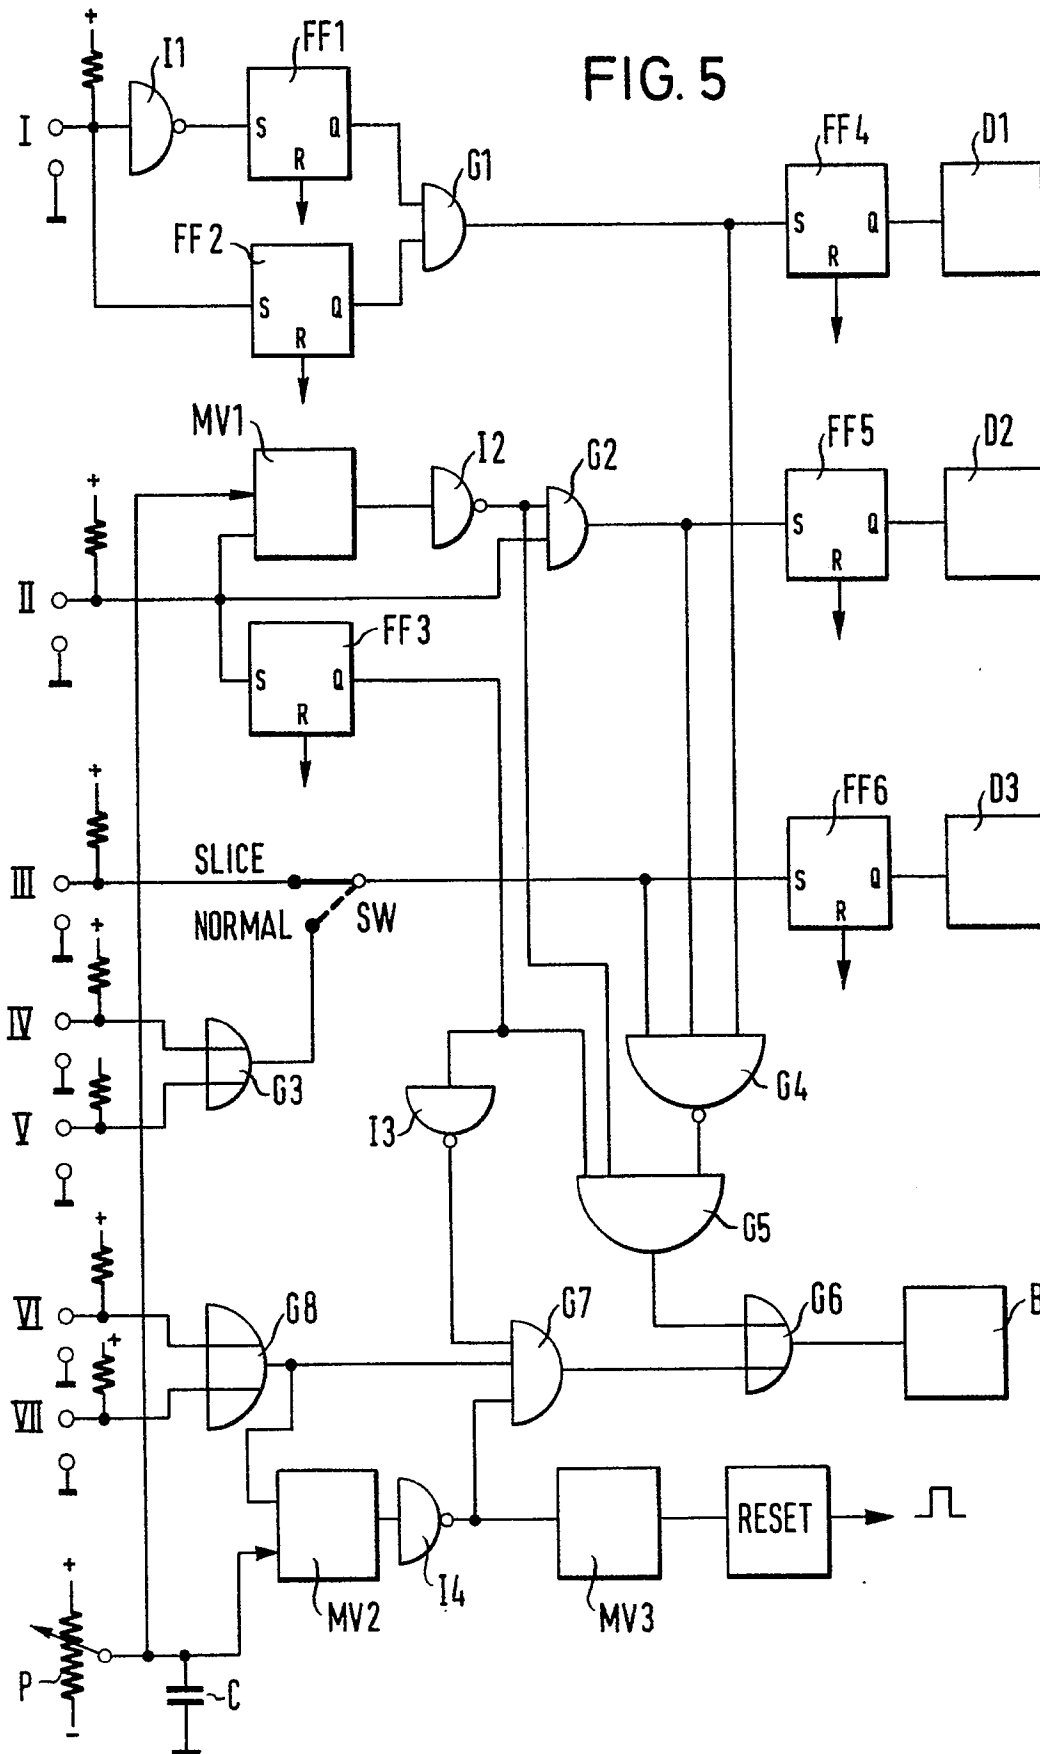 +
I1
FF1
FIG. 5
I
S
Q
R
G1
FF4
D1
FF2
S
Q
R
S
Q
R
MV1
I2
G2
FF5
D2
+
S
Q
R
II
FF3
S
Q
R
+
FF6
D3
III
SLICE
S
Q
R
NORMAL
SW
+
IV
G3
G4
V
I3
G5
+
VI
G8
G7
G6
B
+
VII
RESET
+
MV2
I4
MV3
P
C
−